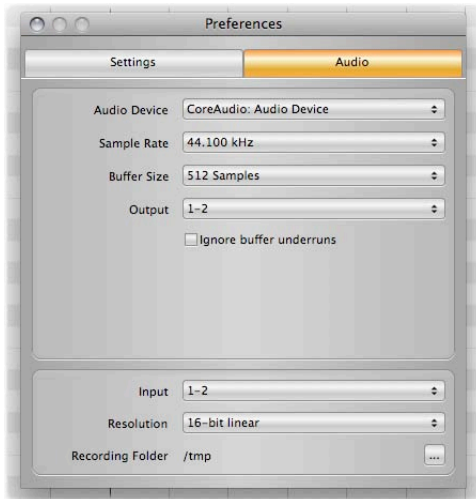 Preferences
Settings Audio
Audio Device CoreAudio: Audio Device
Sample Rate 44.100 kHz
Buffer Size 512 Samples
Output 1-2
Ignore buffer underruns
Input 1-2
Resolution 16-bit linear
Recording Folder /tmp ...